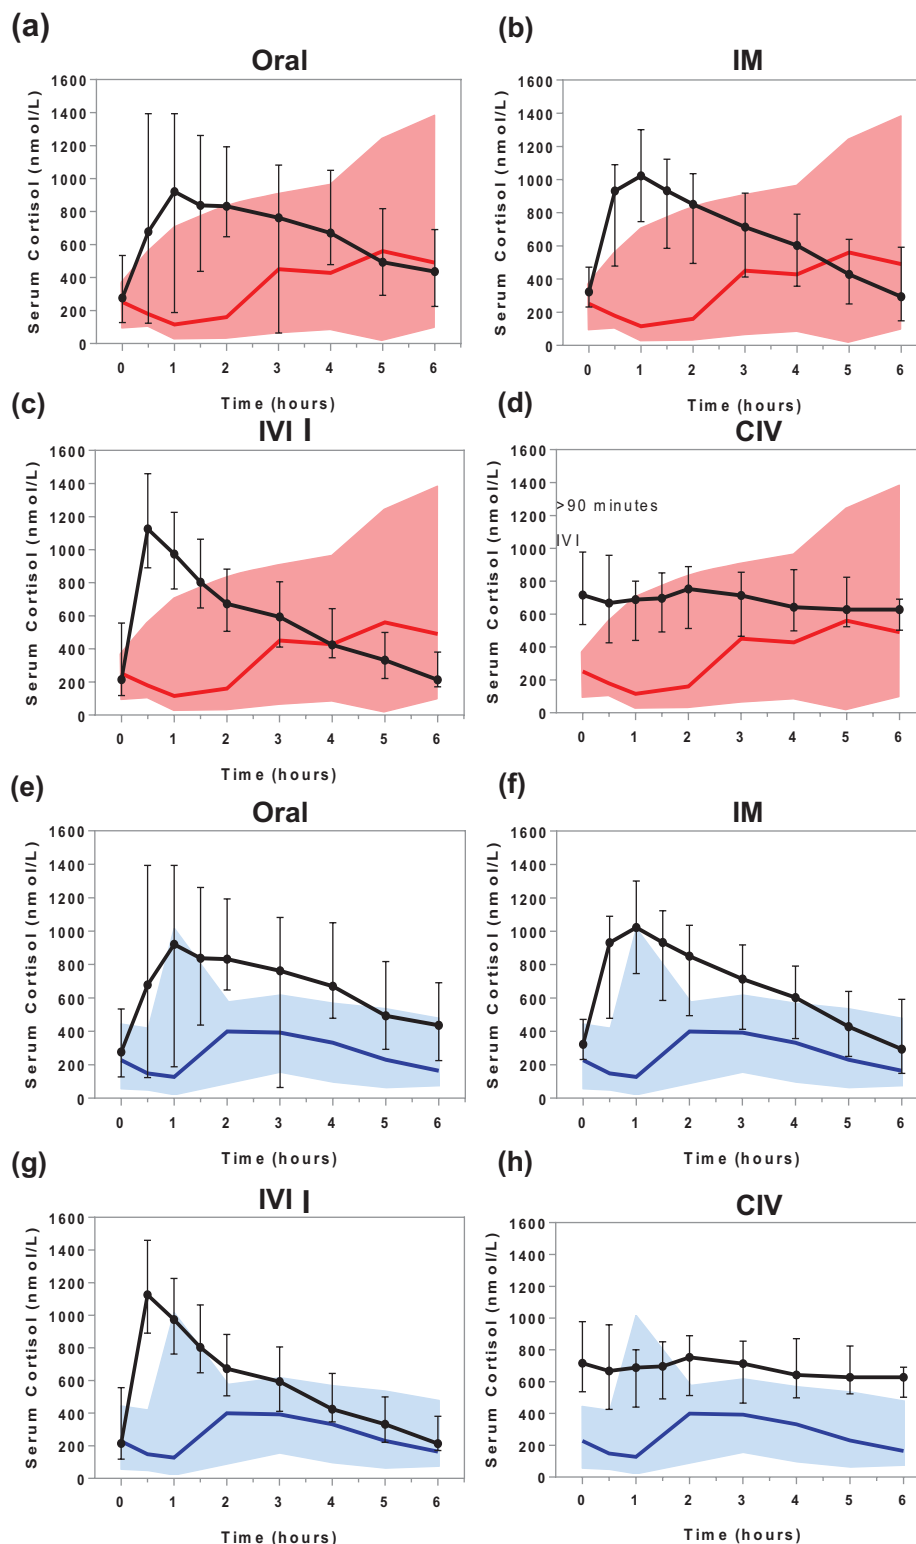 (a)
Oral
Serum Cortisol (nmol/L)
1600
1400
1200
1000
800
600
400
200
0
0 1 2 3 4 5 6
Time (hours)
(b)
IM
Serum Cortisol (nmol/L)
1600
1400
1200
1000
800
600
400
200
0
0 1 2 3 4 5 6
Time (hours)
(c)
IVI I
Serum Cortisol (nmol/L)
1600
1400
1200
1000
800
600
400
200
0
0 1 2 3 4 5 6
Time (hours)
(d)
CIV
Serum Cortisol (nmol/L)
1600
1400
1200
1000
800
600
400
200
0
>90 minutes
IVI
0 1 2 3 4 5 6
Time (hours)
(e)
Oral
Serum Cortisol (nmol/L)
1600
1400
1200
1000
800
600
400
200
0
0 1 2 3 4 5 6
Time (hours)
(f)
IM
Serum Cortisol (nmol/L)
1600
1400
1200
1000
800
600
400
200
0
0 1 2 3 4 5 6
Time (hours)
(g)
IVI I
Serum Cortisol (nmol/L)
1600
1400
1200
1000
800
600
400
200
0
0 1 2 3 4 5 6
Time (hours)
(h)
CIV
Serum Cortisol (nmol/L)
1600
1400
1200
1000
800
600
400
200
0
0 1 2 3 4 5 6
Time (hours)